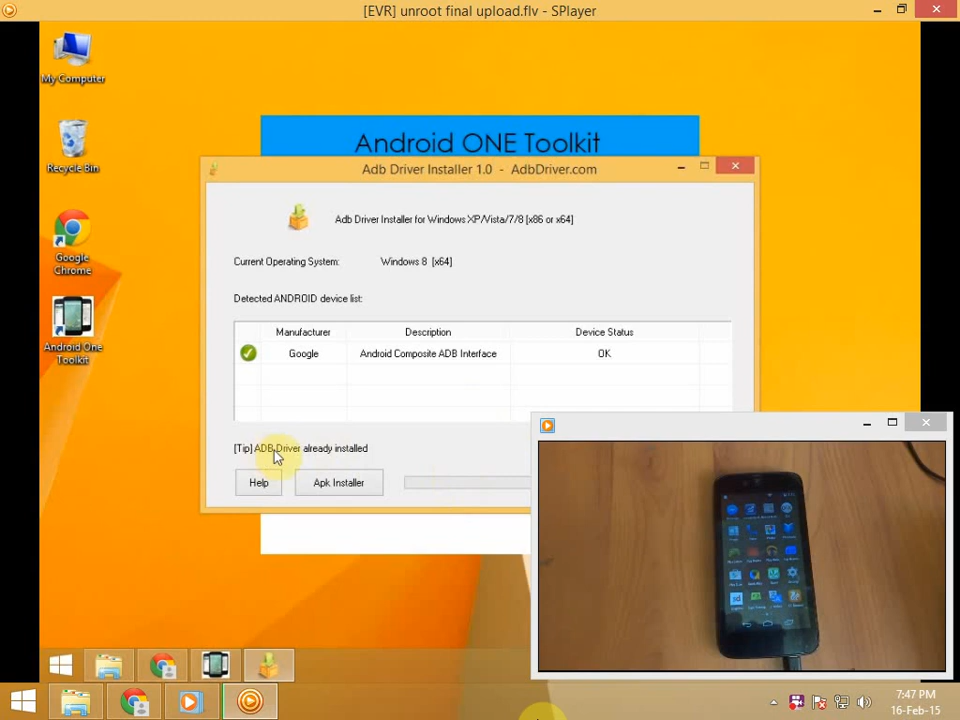 [EVR] unroot final upload.flv - SPlayer
My Computer
Recycle Bin
Google
Chrome
Android One
Toolkit
Android ONE Toolkit
Adb Driver Installer 1.0 - AdbDriver.com
Adb Driver Installer for Windows XP/Vista/7/8 [x86 or x64]
Current Operating System: Windows 8 [x64]
Detected ANDROID device list:
Manufacturer Description Device Status
Google Android Composite ADB Interface OK
[Tip] ADB Driver already installed
Help Apk Installer
7:47 PM
16-Feb-15